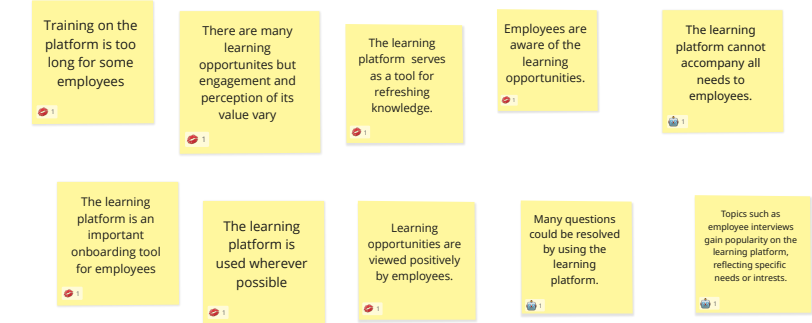 Training on the
platform is too
long for some
employees
1
There are many
learning
opportunites but
engagement and
perception of its
value vary
1
The learning
platform serves
as a tool for
refreshing
knowledge.
1
Employees are
aware of the
learning
opportunities.
1
The learning
platform cannot
accompany all
needs to
employees.
1
The learning
platform is an
important
onboarding tool
for employees
1
The learning
platform is
used wherever
possible
1
Learning
opportunities are
viewed positively
by employees.
1
Many questions
could be resolved
by using the
learning
platform.
1
Topics such as
employee interviews
gain popularity on the
learning platform,
reflecting specific
needs or intrests.
1